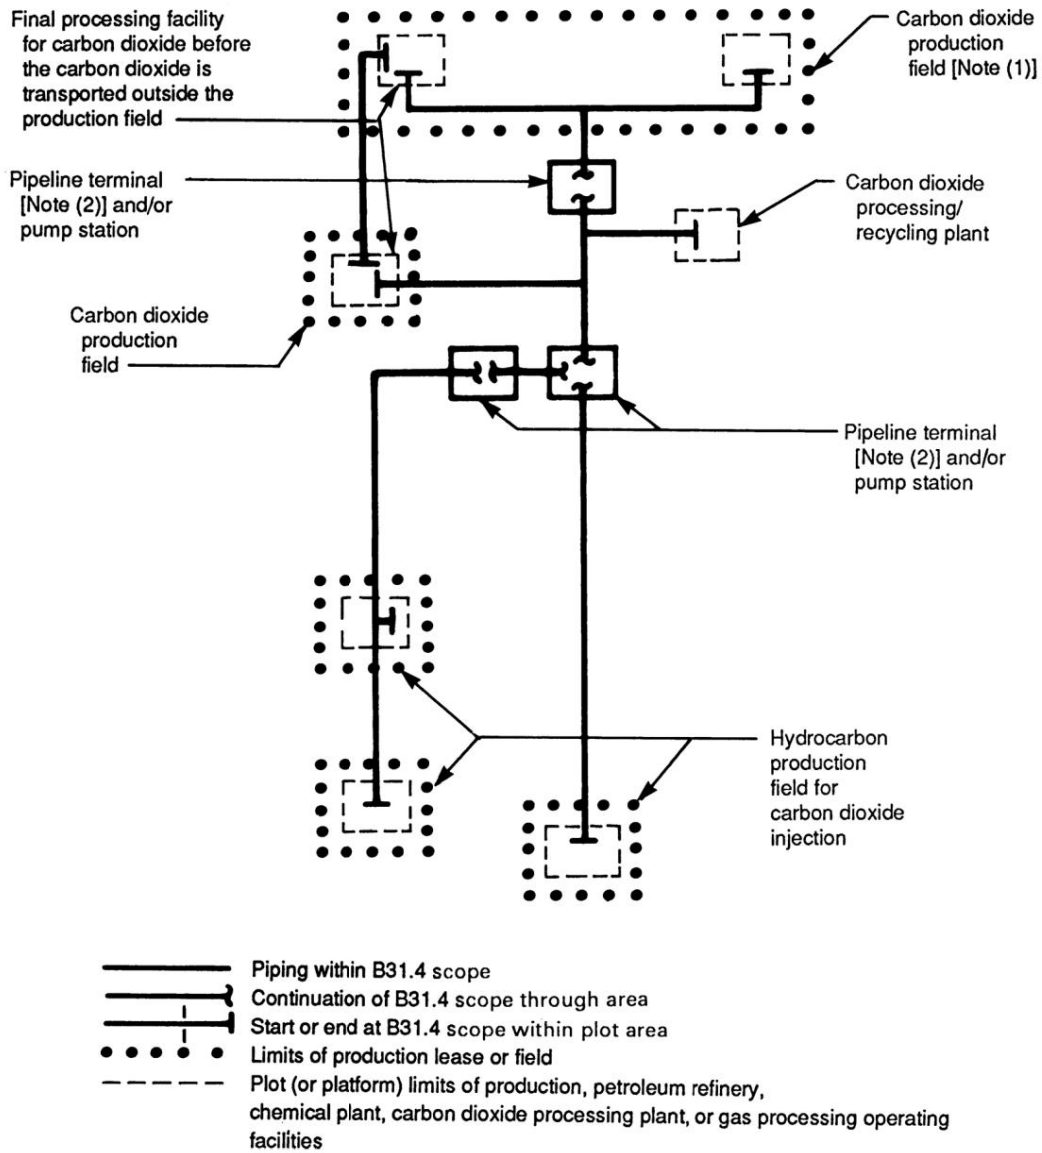 Final processing facility
for carbon dioxide before
the carbon dioxide is
transported outside the
production field
Carbon dioxide
production
field [Note (1)]
Pipeline terminal
[Note (2)] and/or
pump station
Carbon dioxide
processing/
recycling plant
Carbon dioxide
production
field
Pipeline terminal
[Note (2)] and/or
pump station
Hydrocarbon
production
field for
carbon dioxide
injection
Piping within B31.4 scope
Continuation of B31.4 scope through area
Start or end at B31.4 scope within plot area
Limits of production lease or field
Plot (or platform) limits of production, petroleum refinery,
chemical plant, carbon dioxide processing plant, or gas processing operating
facilities